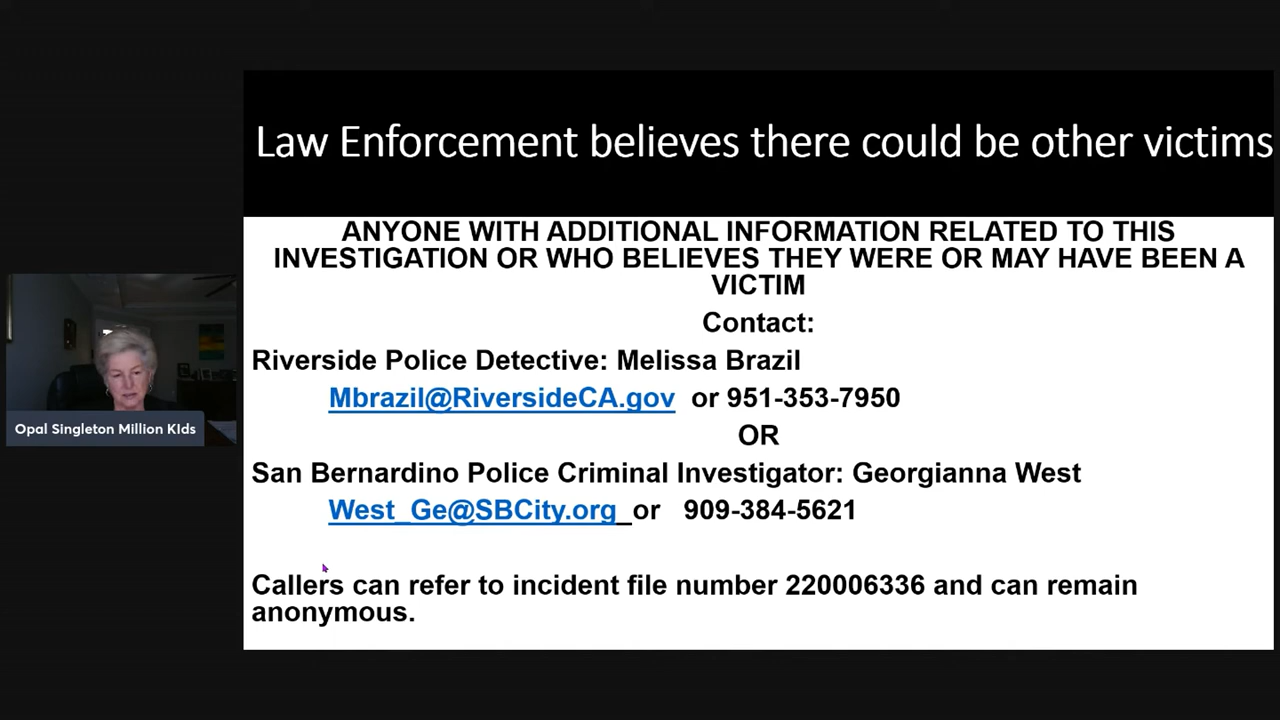 Law Enforcement believes there could be other victims
ANYONE WITH ADDITIONAL INFORMATION RELATED TO THIS
INVESTIGATION OR WHO BELIEVES THEY WERE OR MAY HAVE BEEN A
VICTIM
Contact:
Riverside Police Detective: Melissa Brazil
Mbrazil@RiversideCA.gov or 951-353-7950
OR
San Bernardino Police Criminal Investigator: Georgianna West
West_Ge@SBCity.org or 909-384-5621
Callers can refer to incident file number 220006336 and can remain
anonymous.
Opal Singleton Million KIds